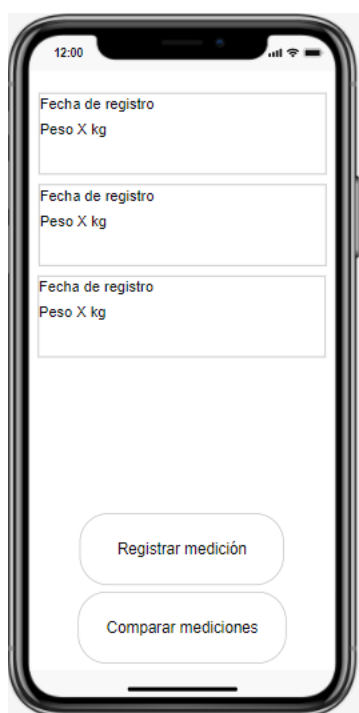 12:00
Fecha de registro
Peso X kg
Fecha de registro
Peso X kg
Fecha de registro
Peso X kg
Registrar medición
Comparar mediciones